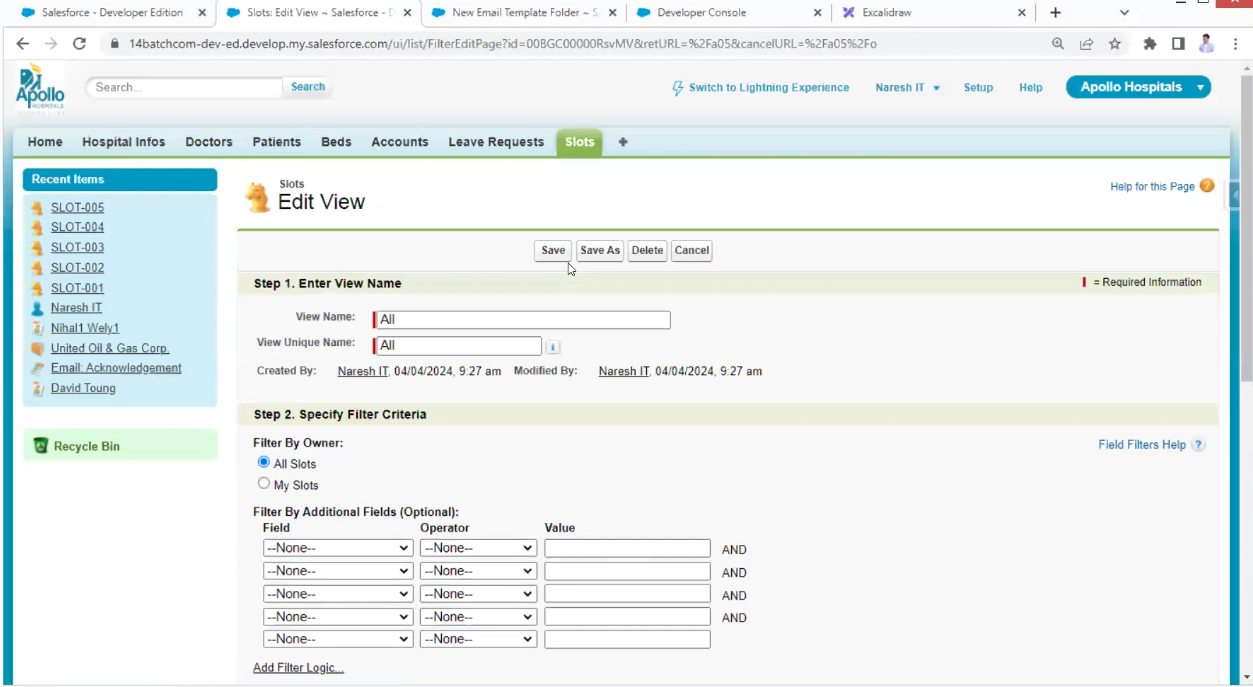 Salesforce - Developer Edition
Slots: Edit View ~ Salesforce - D
New Email Template Folder ~ S
Developer Console
Excalidraw
14batchcom-dev-ed.develop.my.salesforce.com/ui/list/FilterEditPage?id=00BGC00000RsvMV&retURL=%2Fa05&cancelURL=%2Fa05%2Fo
Apollo
HOSPITALS
Search...
Search
Switch to Lightning Experience
Naresh IT
Setup
Help
Apollo Hospitals
Home
Hospital Infos
Doctors
Patients
Beds
Accounts
Leave Requests
Slots
Recent Items
SLOT-005
SLOT-004
SLOT-003
SLOT-002
SLOT-001
Naresh IT
Nihal1 Wely1
United Oil & Gas Corp.
Email: Acknowledgement
David Toung
Recycle Bin
Slots
Edit View
Help for this Page ?
Save
Save As
Delete
Cancel
Step 1. Enter View Name
= Required Information
View Name: All
View Unique Name: All
i
Created By: Naresh IT, 04/04/2024, 9:27 am Modified By: Naresh IT, 04/04/2024, 9:27 am
Step 2. Specify Filter Criteria
Filter By Owner:
Field Filters Help ?
All Slots
My Slots
Filter By Additional Fields (Optional):
Field Operator Value
--None-- --None-- AND
--None-- --None-- AND
--None-- --None-- AND
--None-- --None-- AND
--None-- --None--
Add Filter Logic...